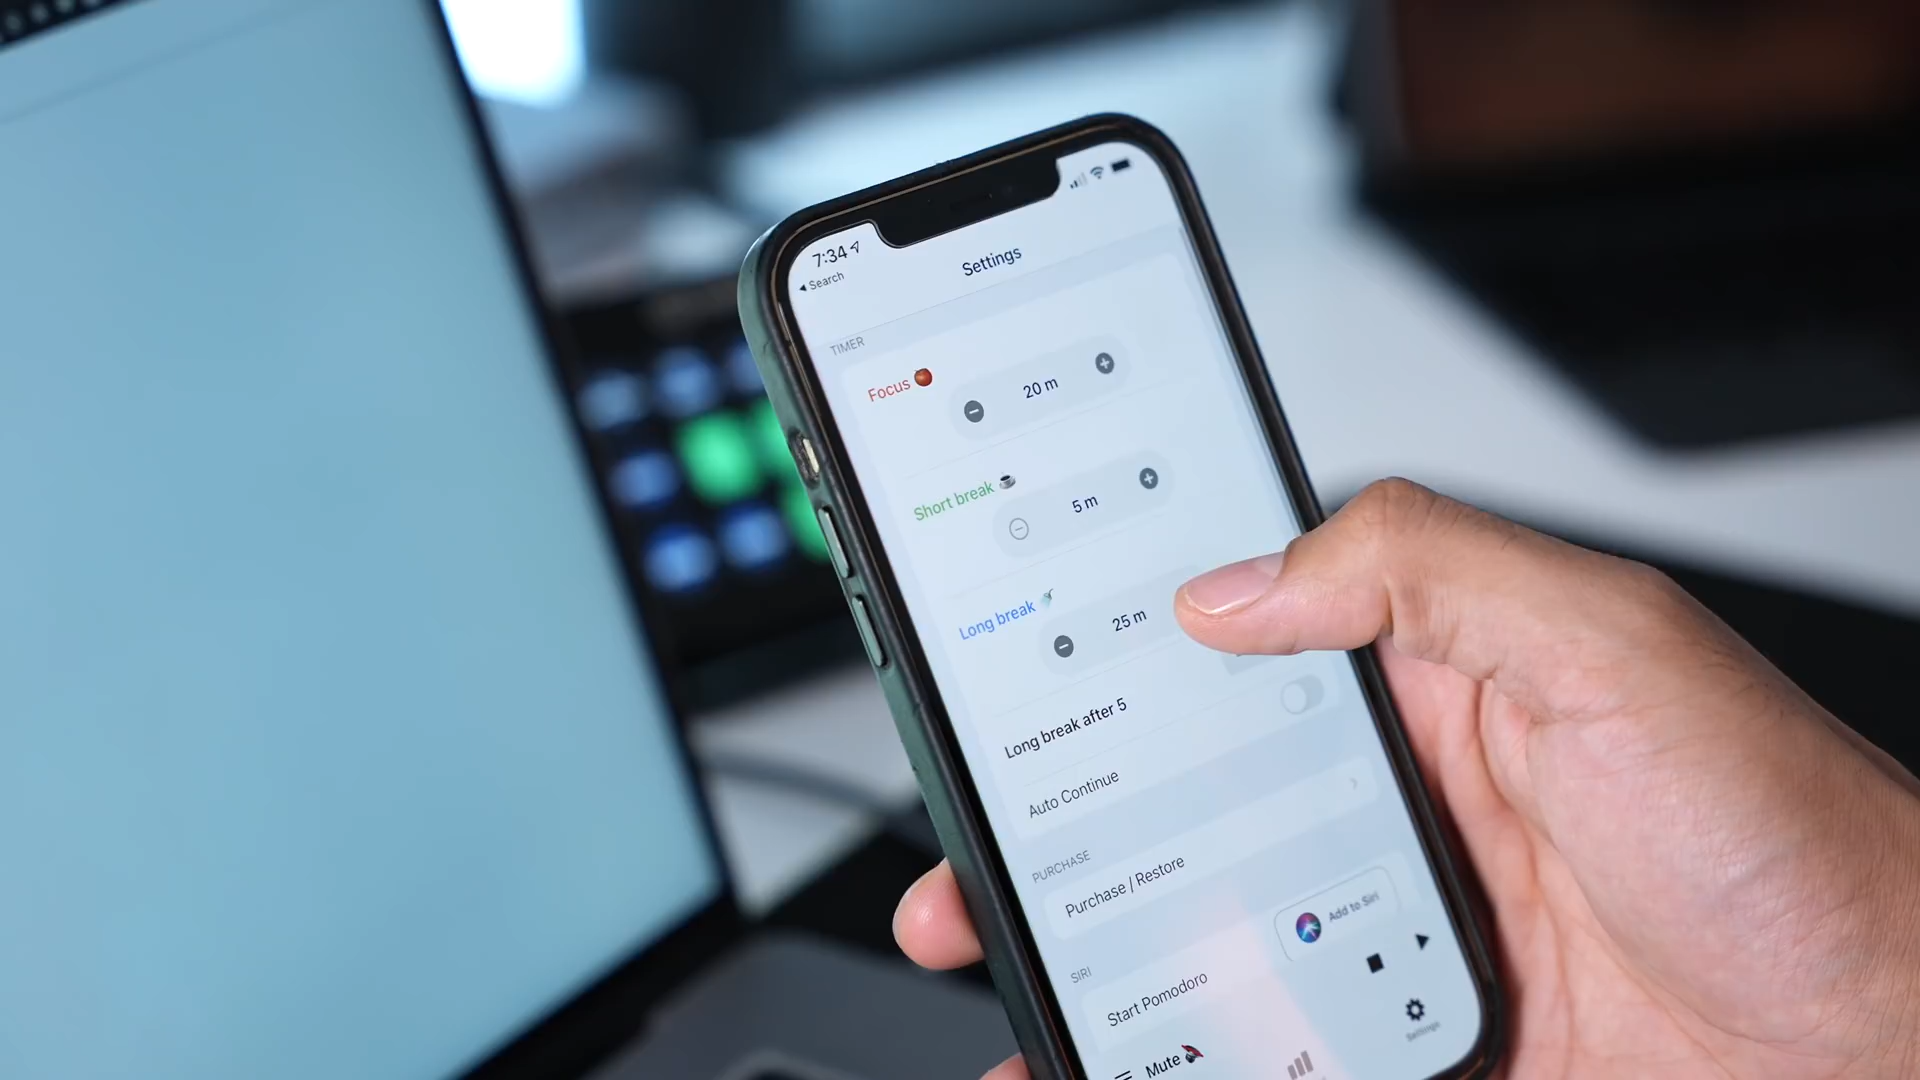 7:34
Search
Settings
TIMER
Focus
20 m
Short break
5 m
Long break
25 m
Long break after 5
Auto Continue
PURCHASE
Purchase / Restore
SIRI
Add to Siri
Start Pomodoro
Settings
Mute